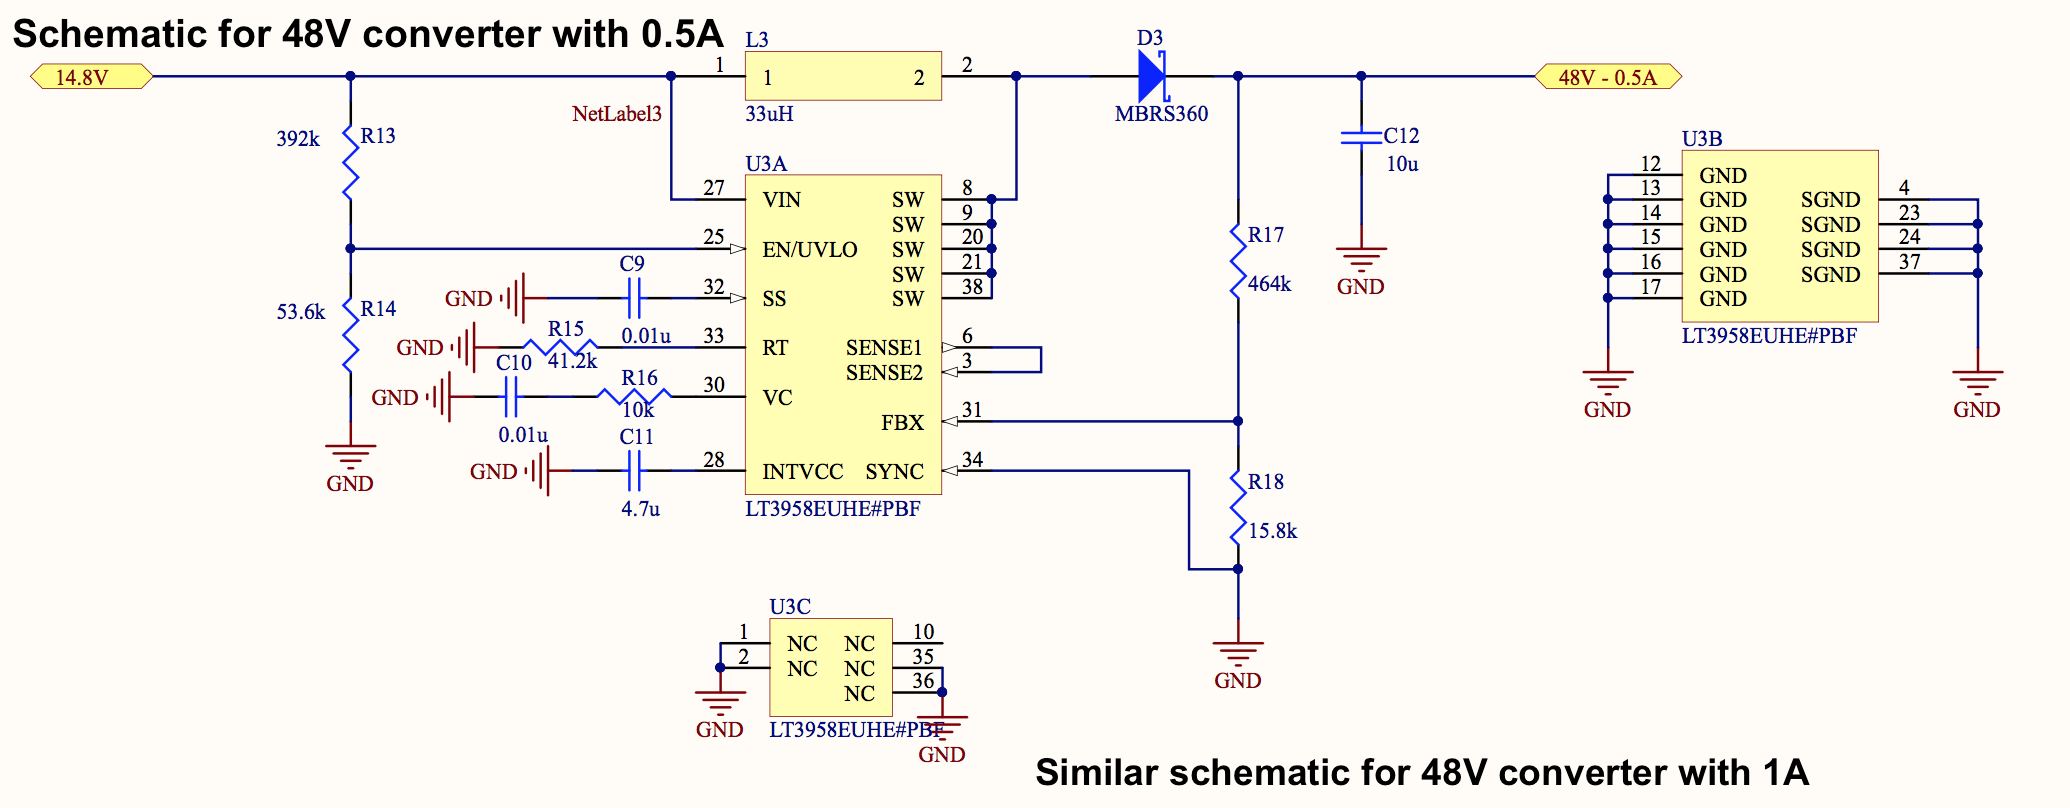 Schematic for 48V converter with 0.5A
14.8V
NetLabel3
L3
1
1
2
2
33uH
D3
MBRS360
48V - 0.5A
392k
R13
53.6k
R14
GND
U3A
27
VIN
25
EN/UVLO
32
SS
33
RT
30
VC
28
INTVCC
SW
8
SW
9
SW
20
SW
21
SW
38
SENSE1
6
SENSE2
3
FBX
31
SYNC
34
LT3958EUHE#PBF
GND
C9
0.01u
GND
R15
41.2k
GND
C10
0.01u
R16
10k
GND
C11
4.7u
R17
464k
R18
15.8k
GND
C12
10u
GND
U3B
12
GND
13
GND
14
GND
15
GND
16
GND
17
GND
SGND
4
SGND
23
SGND
24
SGND
37
LT3958EUHE#PBF
GND
GND
U3C
1
NC
2
NC
NC
10
NC
35
NC
36
LT3958EUHE#PBF
GND
GND
Similar schematic for 48V converter with 1A